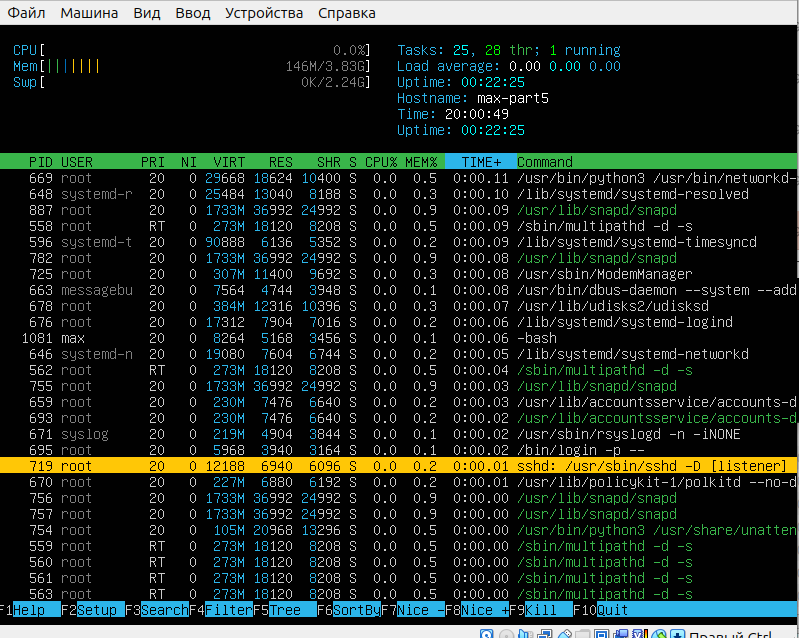 Файл Машина Вид Ввод Устройства Справка
CPU[ 0.0%] Tasks: 25, 28 thr; 1 running
Mem[||||||| 146M/3.83G] Load average: 0.00 0.00 0.00
Swp[ 0K/2.24G] Uptime: 00:22:25
Hostname: max-part5
Time: 20:00:49
Uptime: 00:22:25
PID USER PRI NI VIRT RES SHR S CPU% MEM% TIME+ Command
669 root 20 0 29668 18624 10400 S 0.0 0.5 0:00.11 /usr/bin/python3 /usr/bin/networkd-
648 systemd-r 20 0 25484 13040 8188 S 0.0 0.3 0:00.10 /lib/systemd/systemd-resolved
887 root 20 0 1733M 36992 24992 S 0.0 0.9 0:00.09 /usr/lib/snapd/snapd
558 root RT 0 273M 18120 8208 S 0.0 0.5 0:00.09 /sbin/multipathd -d -s
596 systemd-t 20 0 90888 6136 5352 S 0.0 0.2 0:00.09 /lib/systemd/systemd-timesyncd
782 root 20 0 1733M 36992 24992 S 0.0 0.9 0:00.08 /usr/lib/snapd/snapd
725 root 20 0 307M 11400 9692 S 0.0 0.3 0:00.08 /usr/sbin/ModemManager
663 messagebu 20 0 7564 4744 3948 S 0.0 0.1 0:00.08 /usr/bin/dbus-daemon --system --add
678 root 20 0 384M 12316 10396 S 0.0 0.3 0:00.07 /usr/lib/udisks2/udisksd
676 root 20 0 17312 7904 7016 S 0.0 0.2 0:00.06 /lib/systemd/systemd-logind
1081 max 20 0 8264 5168 3456 S 0.0 0.1 0:00.06 -bash
646 systemd-n 20 0 19080 7604 6744 S 0.0 0.2 0:00.05 /lib/systemd/systemd-networkd
562 root RT 0 273M 18120 8208 S 0.0 0.5 0:00.04 /sbin/multipathd -d -s
755 root 20 0 1733M 36992 24992 S 0.0 0.9 0:00.03 /usr/lib/snapd/snapd
659 root 20 0 230M 7476 6640 S 0.0 0.2 0:00.03 /usr/lib/accountsservice/accounts-d
693 root 20 0 230M 7476 6640 S 0.0 0.2 0:00.02 /usr/lib/accountsservice/accounts-d
671 syslog 20 0 219M 4904 3844 S 0.0 0.1 0:00.02 /usr/sbin/rsyslogd -n -iNONE
695 root 20 0 5968 3940 3164 S 0.0 0.1 0:00.02 /bin/login -p --
719 root 20 0 12188 6940 6096 S 0.0 0.2 0:00.01 sshd: /usr/sbin/sshd -D [listener]
670 root 20 0 227M 6880 6192 S 0.0 0.2 0:00.01 /usr/lib/policykit-1/polkitd --no-d
756 root 20 0 1733M 36992 24992 S 0.0 0.9 0:00.00 /usr/lib/snapd/snapd
757 root 20 0 1733M 36992 24992 S 0.0 0.9 0:00.00 /usr/lib/snapd/snapd
754 root 20 0 105M 20968 13296 S 0.0 0.5 0:00.00 /usr/bin/python3 /usr/share/unatten
559 root RT 0 273M 18120 8208 S 0.0 0.5 0:00.00 /sbin/multipathd -d -s
560 root RT 0 273M 18120 8208 S 0.0 0.5 0:00.00 /sbin/multipathd -d -s
561 root RT 0 273M 18120 8208 S 0.0 0.5 0:00.00 /sbin/multipathd -d -s
563 root RT 0 273M 18120 8208 S 0.0 0.5 0:00.00 /sbin/multipathd -d -s
F1Help F2Setup F3SearchF4FilterF5Tree F6SortByF7Nice -F8Nice +F9Kill F10Quit
Правый Ctrl